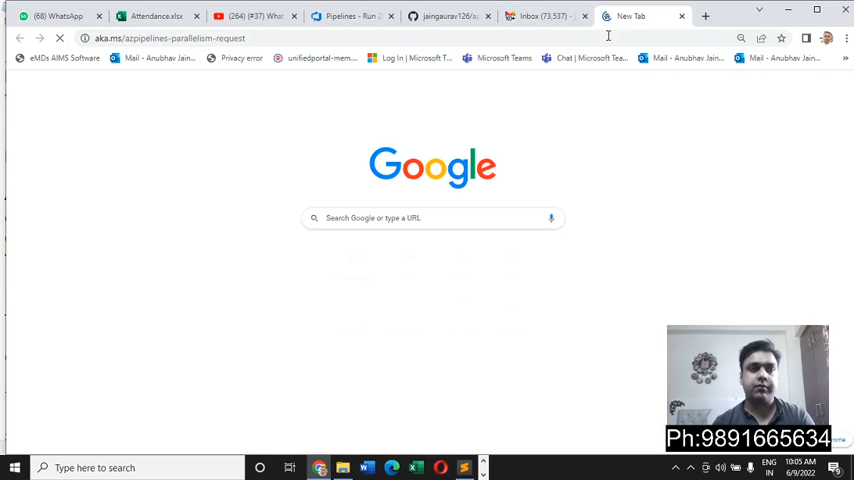 (68) WhatsApp
Attendance.xlsx
(264) (#37) What
Pipelines - Run 2
jaingaurav126/a
Inbox (73,537) -
New Tab
aka.ms/azpipelines-parallelism-request
eMDs AIMS Software
Mail - Anubhav Jain...
Privacy error
unifiedportal-mem...
Log In | Microsoft T...
Microsoft Teams
Chat | Microsoft Tea...
Mail - Anubhav Jain...
Mail - Anubhav Jain...
Google
Search Google or type a URL
Ph:9891665634
Type here to search
ENG
IN
10:05 AM
6/9/2022